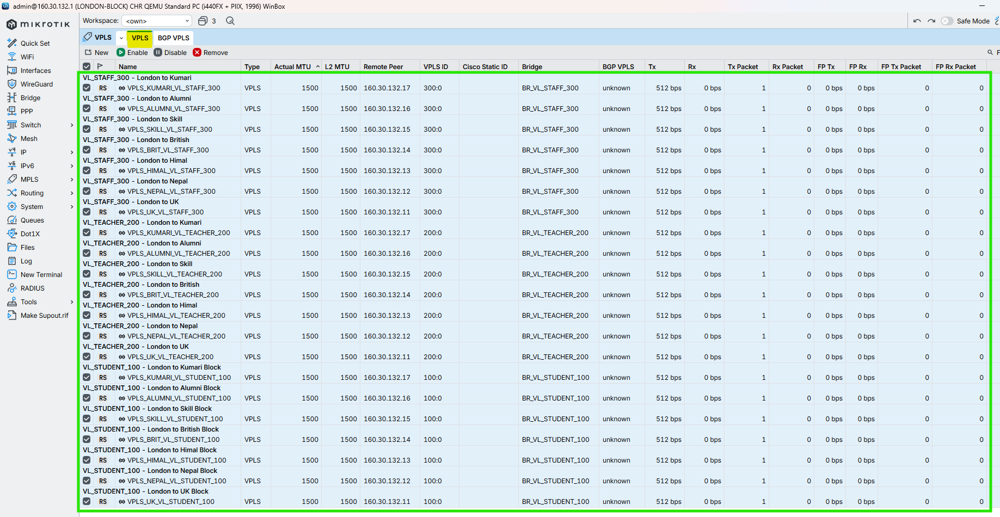 admin@160.30.132.1 (LONDON-BLOCK) CHR QEMU Standard PC (i440FX + PIIX, 1996) WinBox
MIKROTIK
Workspace: <own> 3 Safe Mode
VPLS VPLS BGP VPLS
New Enable Disable Remove F
Quick Set
WiFi
Interfaces
WireGuard
Bridge
PPP
Switch
Mesh
IP
IPv6
MPLS
Routing
System
Queues
Dot1X
Files
Log
New Terminal
RADIUS
Tools
Make Supout.rif
Name Type Actual MTU L2 MTU Remote Peer VPLS ID Cisco Static ID Bridge BGP VPLS Tx Rx Tx Packet Rx Packet FP Tx FP Rx FP Tx Packet FP Rx Packet
VL_STAFF_300 - London to Kumari
RS VPLS_KUMARI_VL_STAFF_300 VPLS 1500 1500 160.30.132.17 300:0 BR_VL_STAFF_300 unknown 512 bps 0 bps 1 0 0 bps 0 bps 0 0
VL_STAFF_300 - London to Alumni
RS VPLS_ALUMNI_VL_STAFF_300 VPLS 1500 1500 160.30.132.16 300:0 BR_VL_STAFF_300 unknown 512 bps 0 bps 1 0 0 bps 0 bps 0 0
VL_STAFF_300 - London to Skill
RS VPLS_SKILL_VL_STAFF_300 VPLS 1500 1500 160.30.132.15 300:0 BR_VL_STAFF_300 unknown 512 bps 0 bps 1 0 0 bps 0 bps 0 0
VL_STAFF_300 - London to British
RS VPLS_BRIT_VL_STAFF_300 VPLS 1500 1500 160.30.132.14 300:0 BR_VL_STAFF_300 unknown 512 bps 0 bps 1 0 0 bps 0 bps 0 0
VL_STAFF_300 - London to Himal
RS VPLS_HIMAL_VL_STAFF_300 VPLS 1500 1500 160.30.132.13 300:0 BR_VL_STAFF_300 unknown 512 bps 0 bps 1 0 0 bps 0 bps 0 0
VL_STAFF_300 - London to Nepal
RS VPLS_NEPAL_VL_STAFF_300 VPLS 1500 1500 160.30.132.12 300:0 BR_VL_STAFF_300 unknown 512 bps 0 bps 1 0 0 bps 0 bps 0 0
VL_STAFF_300 - London to UK
RS VPLS_UK_VL_STAFF_300 VPLS 1500 1500 160.30.132.11 300:0 BR_VL_STAFF_300 unknown 512 bps 0 bps 1 0 0 bps 0 bps 0 0
VL_TEACHER_200 - London to Kumari
RS VPLS_KUMARI_VL_TEACHER_200 VPLS 1500 1500 160.30.132.17 200:0 BR_VL_TEACHER_200 unknown 512 bps 0 bps 1 0 0 bps 0 bps 0 0
VL_TEACHER_200 - London to Alumni
RS VPLS_ALUMNI_VL_TEACHER_200 VPLS 1500 1500 160.30.132.16 200:0 BR_VL_TEACHER_200 unknown 512 bps 0 bps 1 0 0 bps 0 bps 0 0
VL_TEACHER_200 - London to Skill
RS VPLS_SKILL_VL_TEACHER_200 VPLS 1500 1500 160.30.132.15 200:0 BR_VL_TEACHER_200 unknown 512 bps 0 bps 1 0 0 bps 0 bps 0 0
VL_TEACHER_200 - London to British
RS VPLS_BRIT_VL_TEACHER_200 VPLS 1500 1500 160.30.132.14 200:0 BR_VL_TEACHER_200 unknown 512 bps 0 bps 1 0 0 bps 0 bps 0 0
VL_TEACHER_200 - London to Himal
RS VPLS_HIMAL_VL_TEACHER_200 VPLS 1500 1500 160.30.132.13 200:0 BR_VL_TEACHER_200 unknown 512 bps 0 bps 1 0 0 bps 0 bps 0 0
VL_TEACHER_200 - London to Nepal
RS VPLS_NEPAL_VL_TEACHER_200 VPLS 1500 1500 160.30.132.12 200:0 BR_VL_TEACHER_200 unknown 512 bps 0 bps 1 0 0 bps 0 bps 0 0
VL_TEACHER_200 - London to UK
RS VPLS_UK_VL_TEACHER_200 VPLS 1500 1500 160.30.132.11 200:0 BR_VL_TEACHER_200 unknown 512 bps 0 bps 1 0 0 bps 0 bps 0 0
VL_STUDENT_100 - London to Kumari Block
RS VPLS_KUMARI_VL_STUDENT_100 VPLS 1500 1500 160.30.132.17 100:0 BR_VL_STUDENT_100 unknown 512 bps 0 bps 1 0 0 bps 0 bps 0 0
VL_STUDENT_100 - London to Alumni Block
RS VPLS_ALUMNI_VL_STUDENT_100 VPLS 1500 1500 160.30.132.16 100:0 BR_VL_STUDENT_100 unknown 512 bps 0 bps 1 0 0 bps 0 bps 0 0
VL_STUDENT_100 - London to Skill Block
RS VPLS_SKILL_VL_STUDENT_100 VPLS 1500 1500 160.30.132.15 100:0 BR_VL_STUDENT_100 unknown 512 bps 0 bps 1 0 0 bps 0 bps 0 0
VL_STUDENT_100 - London to British Block
RS VPLS_BRIT_VL_STUDENT_100 VPLS 1500 1500 160.30.132.14 100:0 BR_VL_STUDENT_100 unknown 512 bps 0 bps 1 0 0 bps 0 bps 0 0
VL_STUDENT_100 - London to Himal Block
RS VPLS_HIMAL_VL_STUDENT_100 VPLS 1500 1500 160.30.132.13 100:0 BR_VL_STUDENT_100 unknown 512 bps 0 bps 1 0 0 bps 0 bps 0 0
VL_STUDENT_100 - London to Nepal Block
RS VPLS_NEPAL_VL_STUDENT_100 VPLS 1500 1500 160.30.132.12 100:0 BR_VL_STUDENT_100 unknown 512 bps 0 bps 1 0 0 bps 0 bps 0 0
VL_STUDENT_100 - London to UK Block
RS VPLS_UK_VL_STUDENT_100 VPLS 1500 1500 160.30.132.11 100:0 BR_VL_STUDENT_100 unknown 512 bps 0 bps 1 0 0 bps 0 bps 0 0